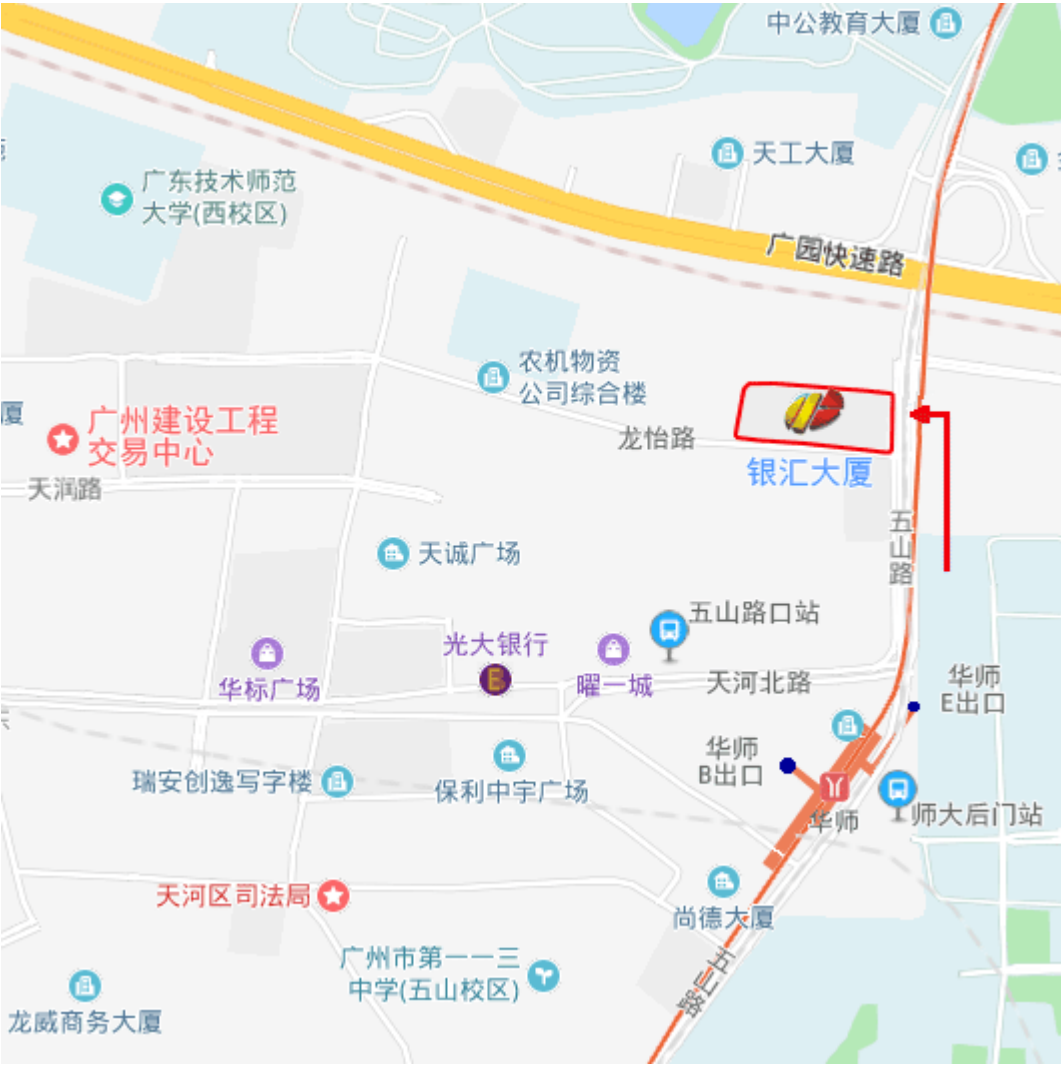 中公教育大厦
天工大厦
广东技术师范
大学(西校区)
广园快速路
农机物资
公司综合楼
厦
广州建设工程
交易中心
龙怡路
银汇大厦
天润路
五山路
天诚广场
五山路口站
光大银行
华标广场
曜一城
天河北路
华师
E出口
华师
B出口
瑞安创逸写字楼
保利中宇广场
华师
师大后门站
天河区司法局
尚德大厦
广州市第一一三
中学(五山校区)
五山路
龙威商务大厦